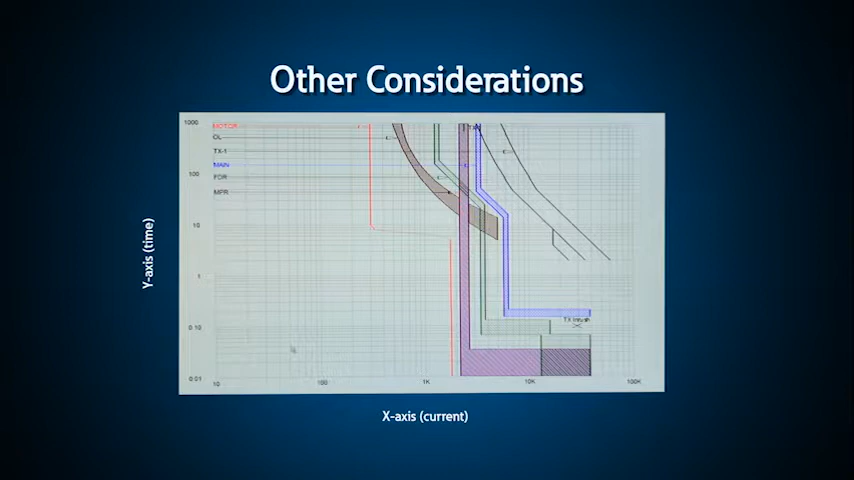 Other Considerations
1000
MOTOR
OL
TX-1
MAIN
100
FDR
MPR
10
1
0.10
0.01
TX
TX Inrush
10
100
1K
10K
100K
Y-axis (time)
X-axis (current)